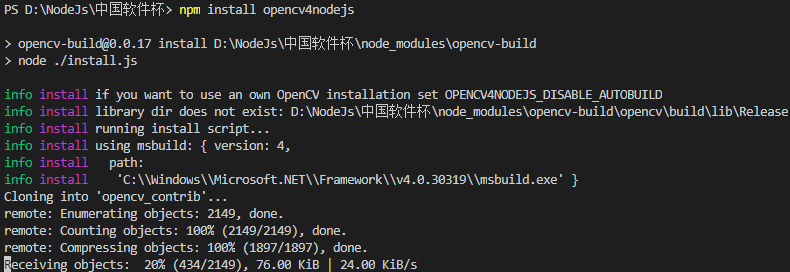 PS D:\NodeJs\中国软件杯> npm install opencv4nodejs
> opencv-build@0.0.17 install D:\NodeJs\中国软件杯\node_modules\opencv-build
> node ./install.js
info install if you want to use an own OpenCV installation set OPENCV4NODEJS_DISABLE_AUTOBUILD
info install library dir does not exist: D:\NodeJs\中国软件杯\node_modules\opencv-build\opencv\build\lib\Release
info install running install script...
info install using msbuild: { version: 4,
info install   path:
info install    'C:\\Windows\\Microsoft.NET\\Framework\\v4.0.30319\\msbuild.exe' }
Cloning into 'opencv_contrib'...
remote: Enumerating objects: 2149, done.
remote: Counting objects: 100% (2149/2149), done.
remote: Compressing objects: 100% (1897/1897), done.
Receiving objects:  20% (434/2149), 76.00 KiB | 24.00 KiB/s